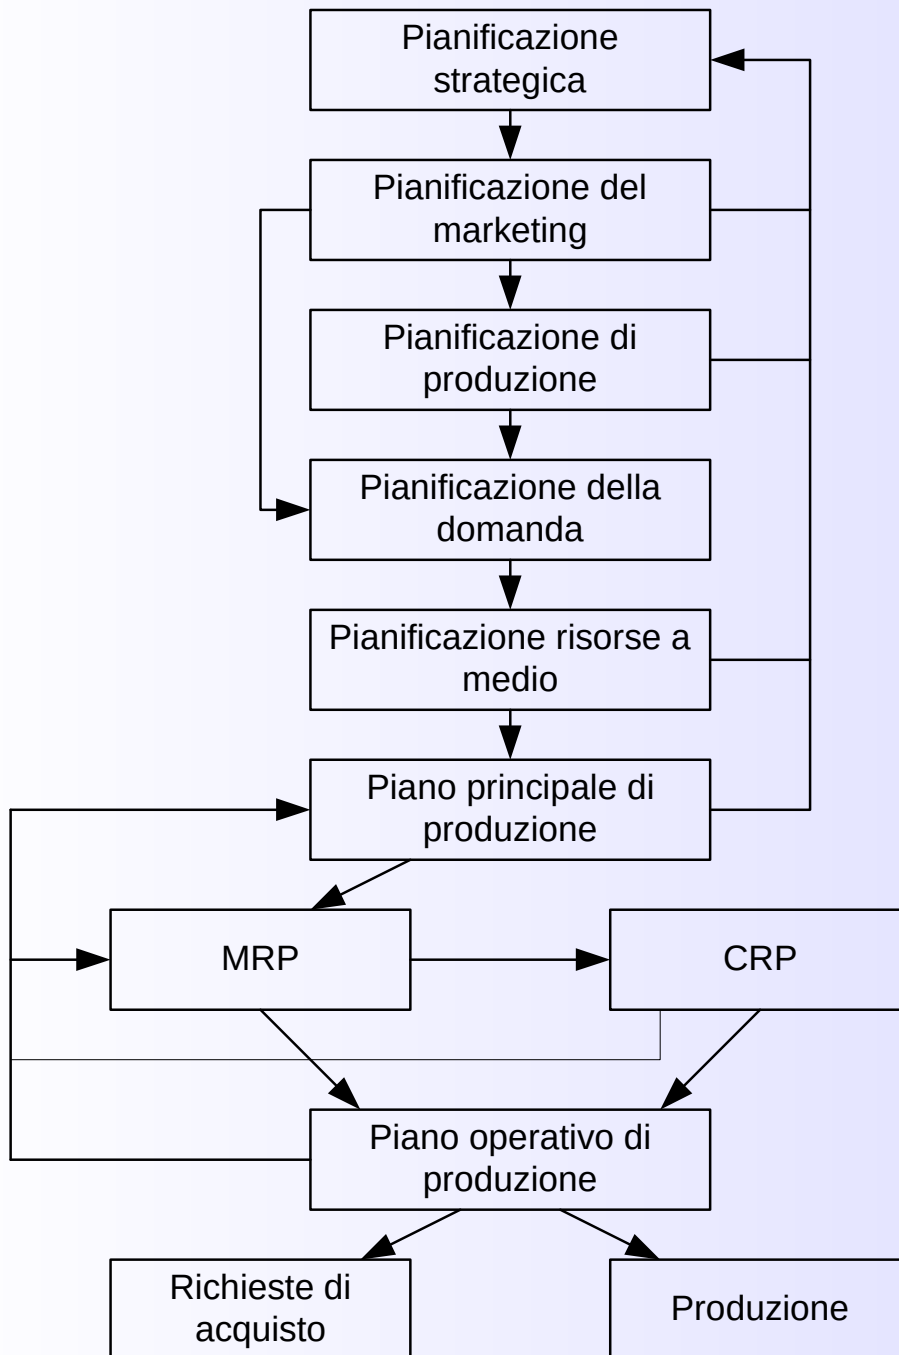 Pianificazione
strategica
Pianificazione del
marketing
Pianificazione di
produzione
Pianificazione della
domanda
Pianificazione risorse a
medio
Piano principale di
produzione
MRP
CRP
Piano operativo di
produzione
Richieste di
acquisto
Produzione